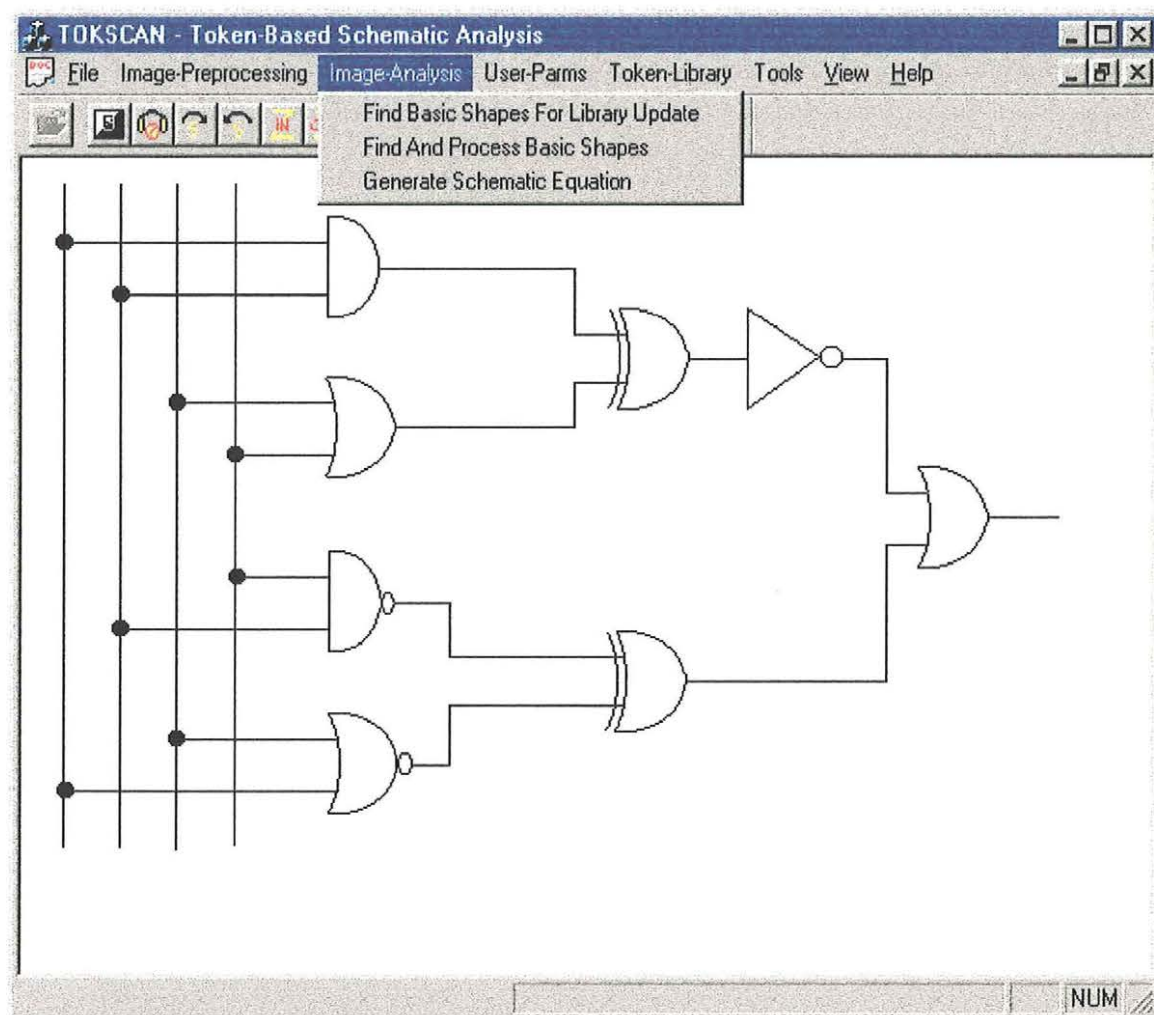 TOKSCAN - Token-Based Schematic Analysis
File Image-Preprocessing Image-Analysis User-Parms Token-Library Tools View Help
Find Basic Shapes For Library Update
Find And Process Basic Shapes
Generate Schematic Equation
IN
NUM